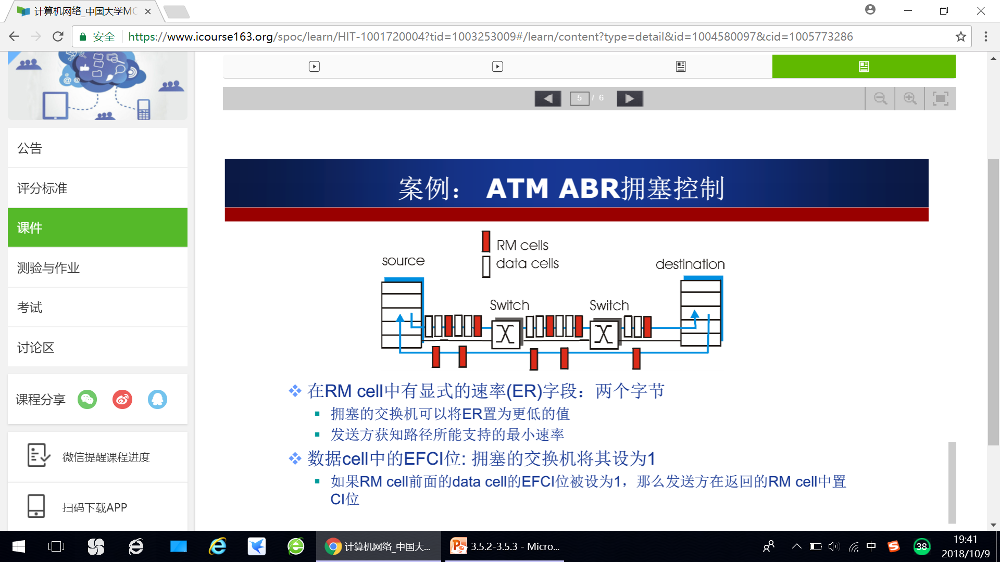 计算机网络_中国大学MO
安全
https://www.icourse163.org/spoc/learn/HIT-1001720004?tid=1003253009#/learn/content?type=detail&id=1004580097&cid=1005773286
5 / 6
公告
评分标准
课件
测验与作业
考试
讨论区
课程分享
微信提醒课程进度
扫码下载APP
案例： ATM ABR拥塞控制
RM cells
data cells
source
destination
Switch
Switch
在RM cell中有显式的速率(ER)字段：两个字节
拥塞的交换机可以将ER置为更低的值
发送方获知路径所能支持的最小速率
数据cell中的EFCI位: 拥塞的交换机将其设为1
如果RM cell前面的data cell的EFCI位被设为1，那么发送方在返回的RM cell中置
CI位
计算机网络_中国大...
3.5.2-3.5.3 - Micro...
中
38
19:41
2018/10/9